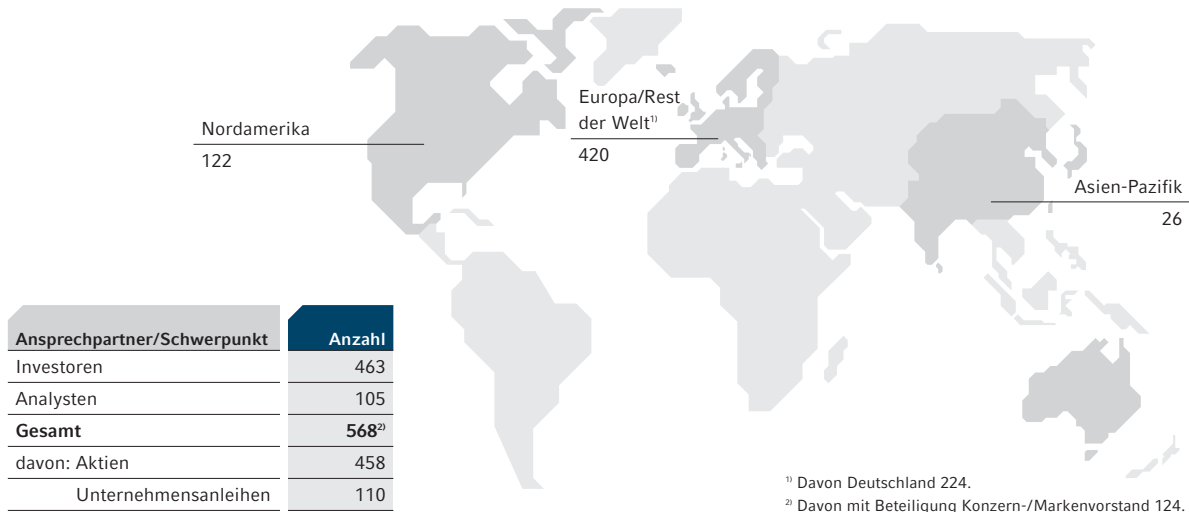 Nordamerika
122
Europa/Rest
der Welt¹⁾
420
Asien-Pazifik
26
Ansprechpartner/Schwerpunkt Anzahl
Investoren 463
Analysten 105
Gesamt 568²⁾
davon: Aktien 458
Unternehmensanleihen 110
¹⁾ Davon Deutschland 224.
²⁾ Davon mit Beteiligung Konzern-/Markenvorstand 124.